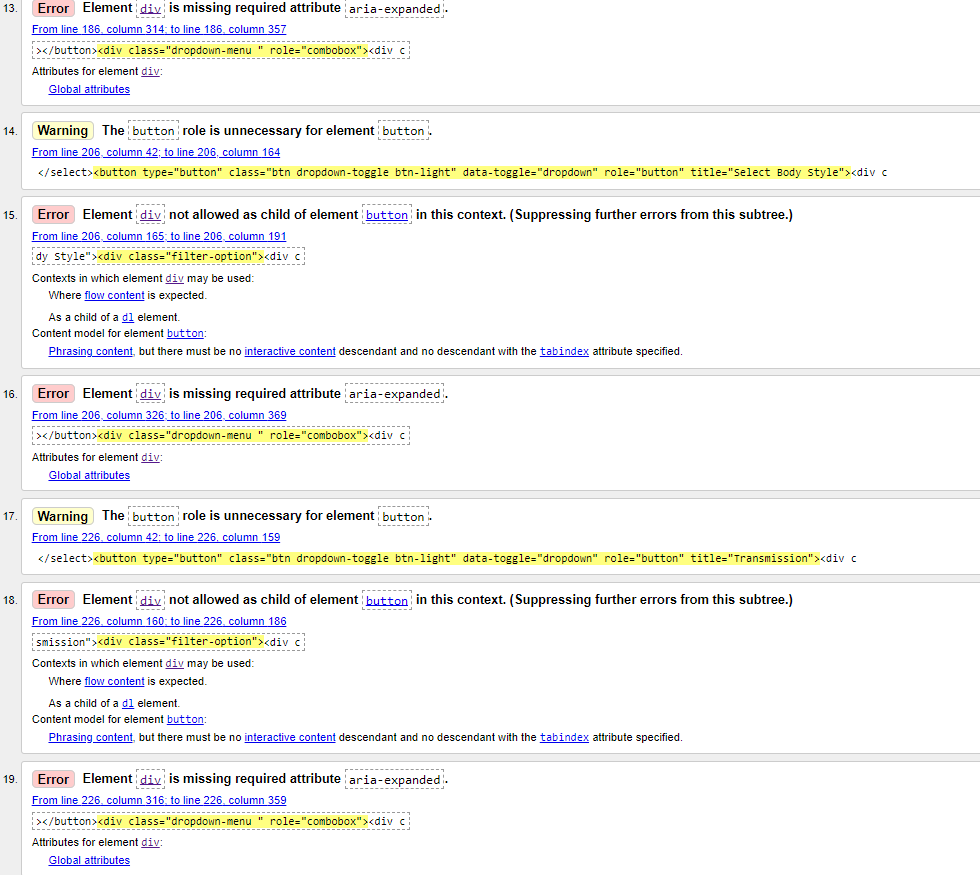 13. Error Element div is missing required attribute aria-expanded.
From line 186, column 314; to line 186, column 357
></button><div class="dropdown-menu " role="combobox"><div c
Attributes for element div:
Global attributes
14. Warning The button role is unnecessary for element button.
From line 206, column 42; to line 206, column 164
</select><button type="button" class="btn dropdown-toggle btn-light" data-toggle="dropdown" role="button" title="Select Body Style"><div c
15. Error Element div not allowed as child of element button in this context. (Suppressing further errors from this subtree.)
From line 206, column 165; to line 206, column 191
dy Style"><div class="filter-option"><div c
Contexts in which element div may be used:
Where flow content is expected.
As a child of a dl element.
Content model for element button:
Phrasing content, but there must be no interactive content descendant and no descendant with the tabindex attribute specified.
16. Error Element div is missing required attribute aria-expanded.
From line 206, column 326; to line 206, column 369
></button><div class="dropdown-menu " role="combobox"><div c
Attributes for element div:
Global attributes
17. Warning The button role is unnecessary for element button.
From line 226, column 42; to line 226, column 159
</select><button type="button" class="btn dropdown-toggle btn-light" data-toggle="dropdown" role="button" title="Transmission"><div c
18. Error Element div not allowed as child of element button in this context. (Suppressing further errors from this subtree.)
From line 226, column 160; to line 226, column 186
smission"><div class="filter-option"><div c
Contexts in which element div may be used:
Where flow content is expected.
As a child of a dl element.
Content model for element button:
Phrasing content, but there must be no interactive content descendant and no descendant with the tabindex attribute specified.
19. Error Element div is missing required attribute aria-expanded.
From line 226, column 316; to line 226, column 359
></button><div class="dropdown-menu " role="combobox"><div c
Attributes for element div:
Global attributes